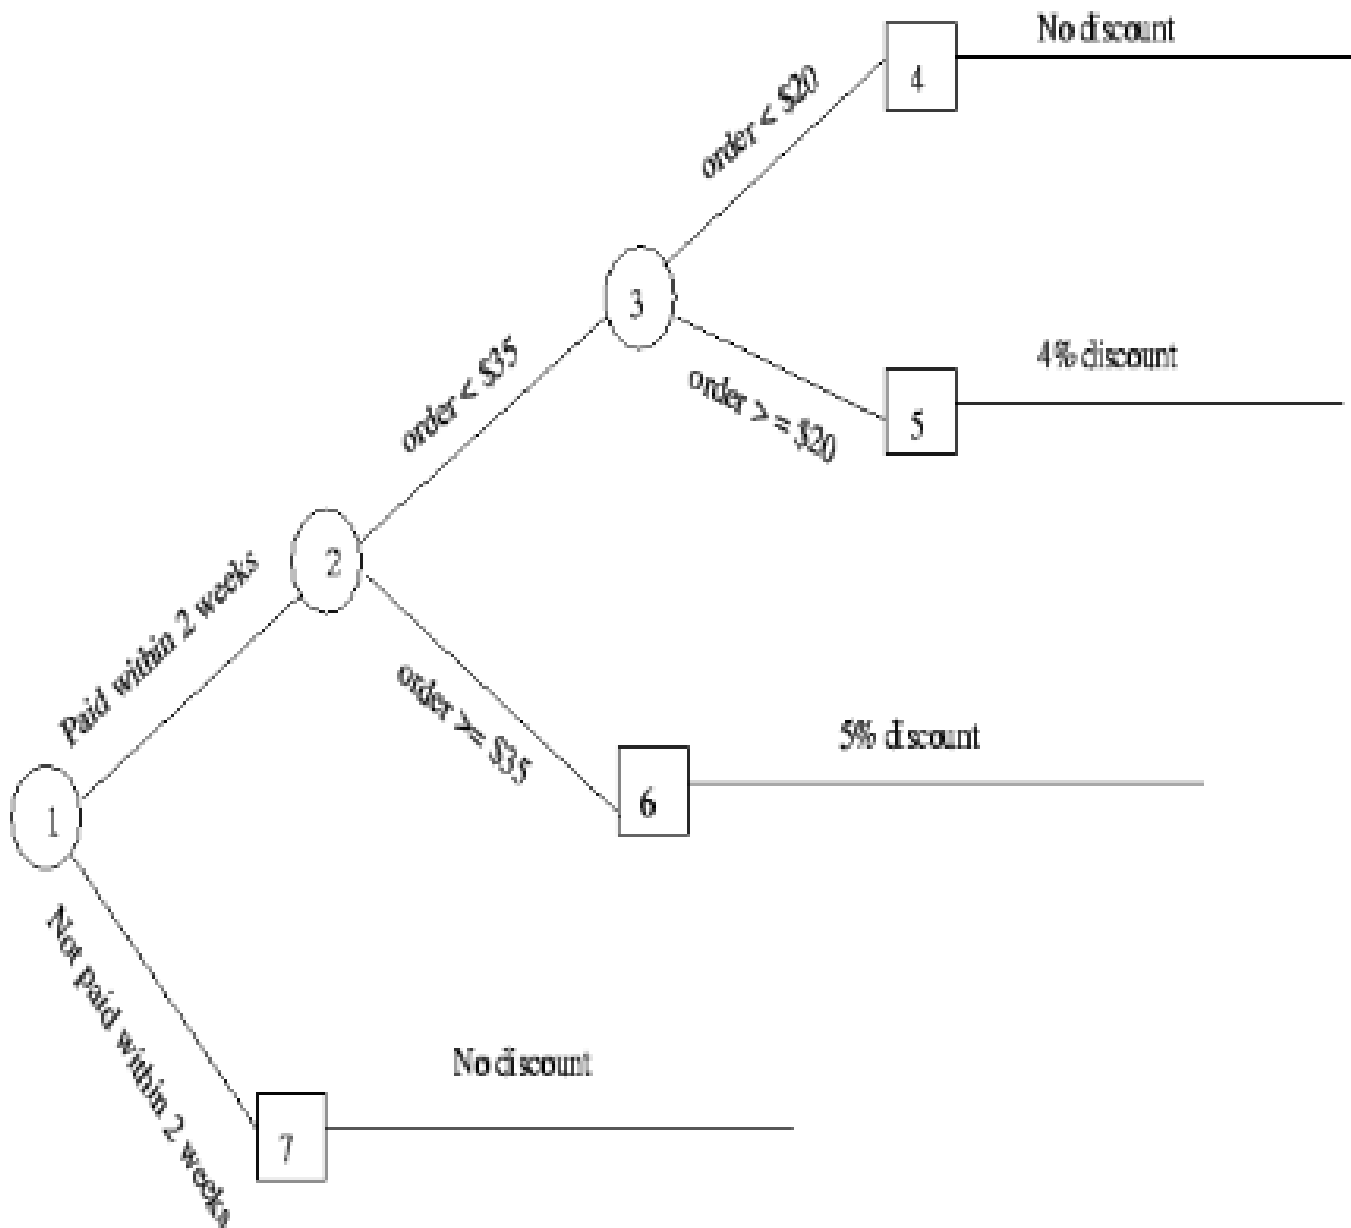 No discount
4
order < $20
3
order < $35
order >= $20
4% discount
5
2
Paid within 2 weeks
order >= $35
5% discount
6
1
Not paid within 2 weeks
No discount
7